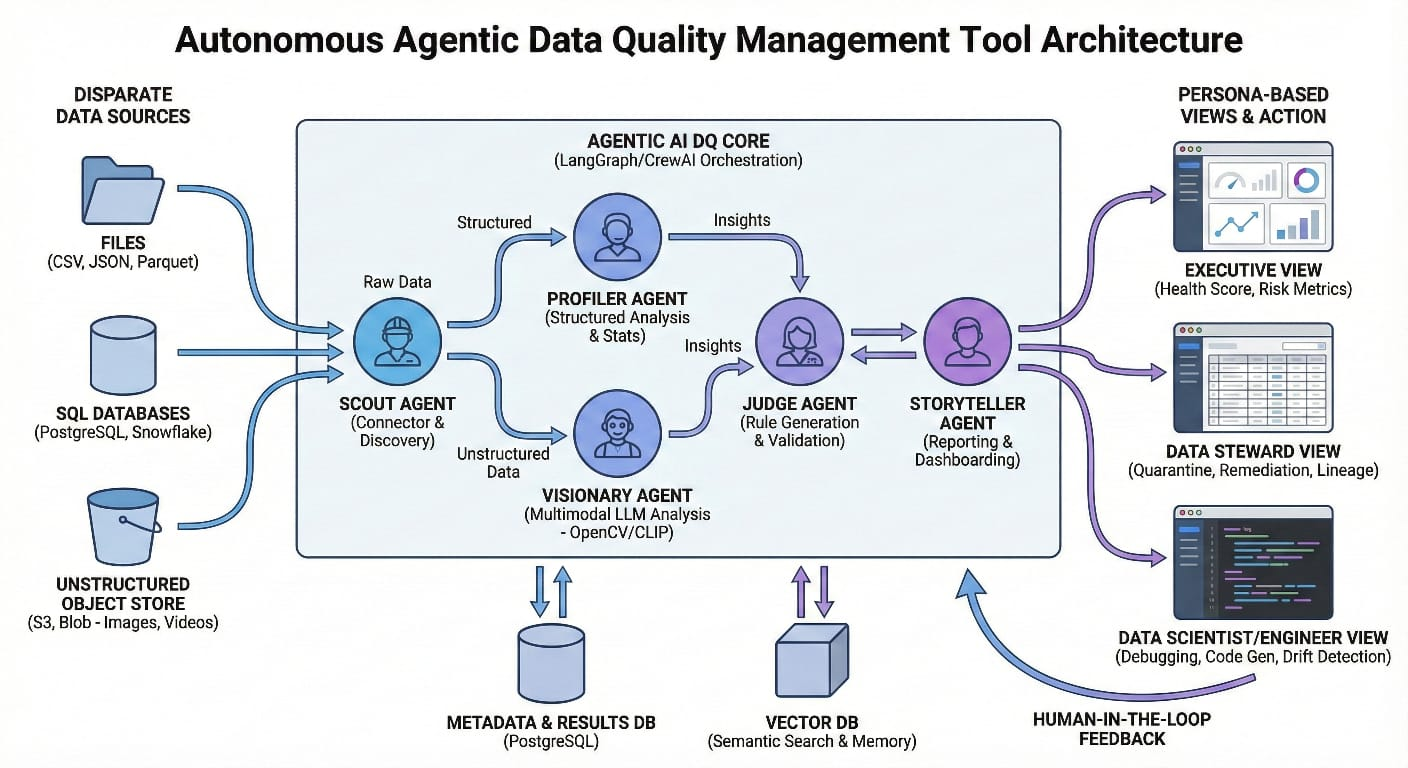 Autonomous Agentic Data Quality Management Tool Architecture
DISPARATE
DATA SOURCES
FILES
(CSV, JSON, Parquet)
SQL DATABASES
(PostgreSQL, Snowflake)
UNSTRUCTURED
OBJECT STORE
(S3, Blob - Images, Videos)
AGENTIC AI DQ CORE
(LangGraph/CrewAI Orchestration)
Raw Data
SCOUT AGENT
(Connector &
Discovery)
Structured
PROFILER AGENT
(Structured Analysis
& Stats)
Insights
Unstructured
Data
VISIONARY AGENT
(Multimodal LLM Analysis
- OpenCV/CLIP)
Insights
JUDGE AGENT
(Rule Generation
& Validation)
STORYTELLER
AGENT
(Reporting &
Dashboarding)
METADATA & RESULTS DB
(PostgreSQL)
VECTOR DB
(Semantic Search & Memory)
PERSONA-BASED
VIEWS & ACTION
EXECUTIVE VIEW
(Health Score, Risk Metrics)
DATA STEWARD VIEW
(Quarantine, Remediation, Lineage)
DATA SCIENTIST/ENGINEER VIEW
(Debugging, Code Gen, Drift Detection)
HUMAN-IN-THE-LOOP
FEEDBACK